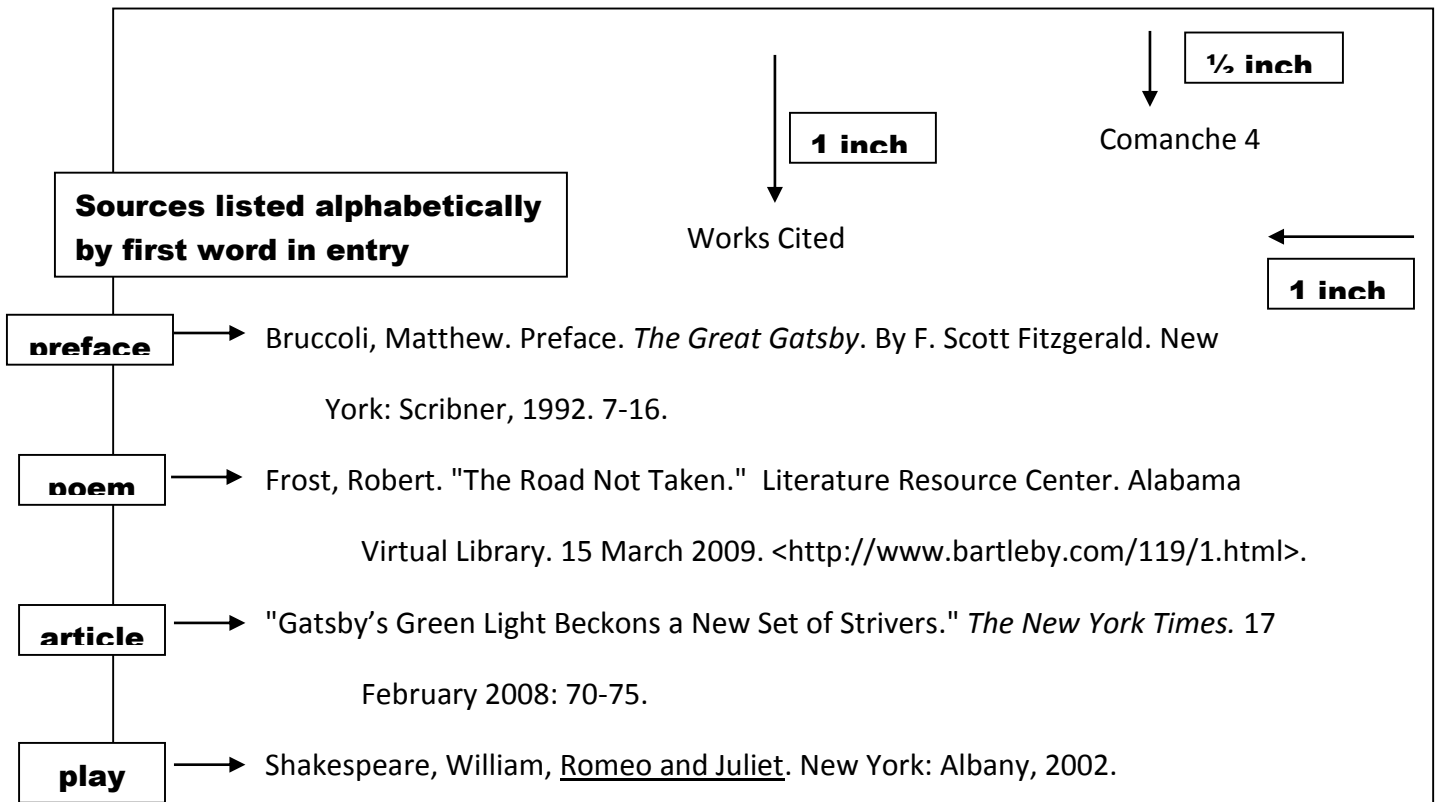 ½ inch
1 inch
Comanche 4
Sources listed alphabetically
by first word in entry
Works Cited
1 inch
preface
Bruccoli, Matthew. Preface. The Great Gatsby. By F. Scott Fitzgerald. New
York: Scribner, 1992. 7-16.
poem
Frost, Robert. "The Road Not Taken."  Literature Resource Center. Alabama
Virtual Library. 15 March 2009. <http://www.bartleby.com/119/1.html>.
article
"Gatsby’s Green Light Beckons a New Set of Strivers." The New York Times. 17
February 2008: 70-75.
play
Shakespeare, William, Romeo and Juliet. New York: Albany, 2002.